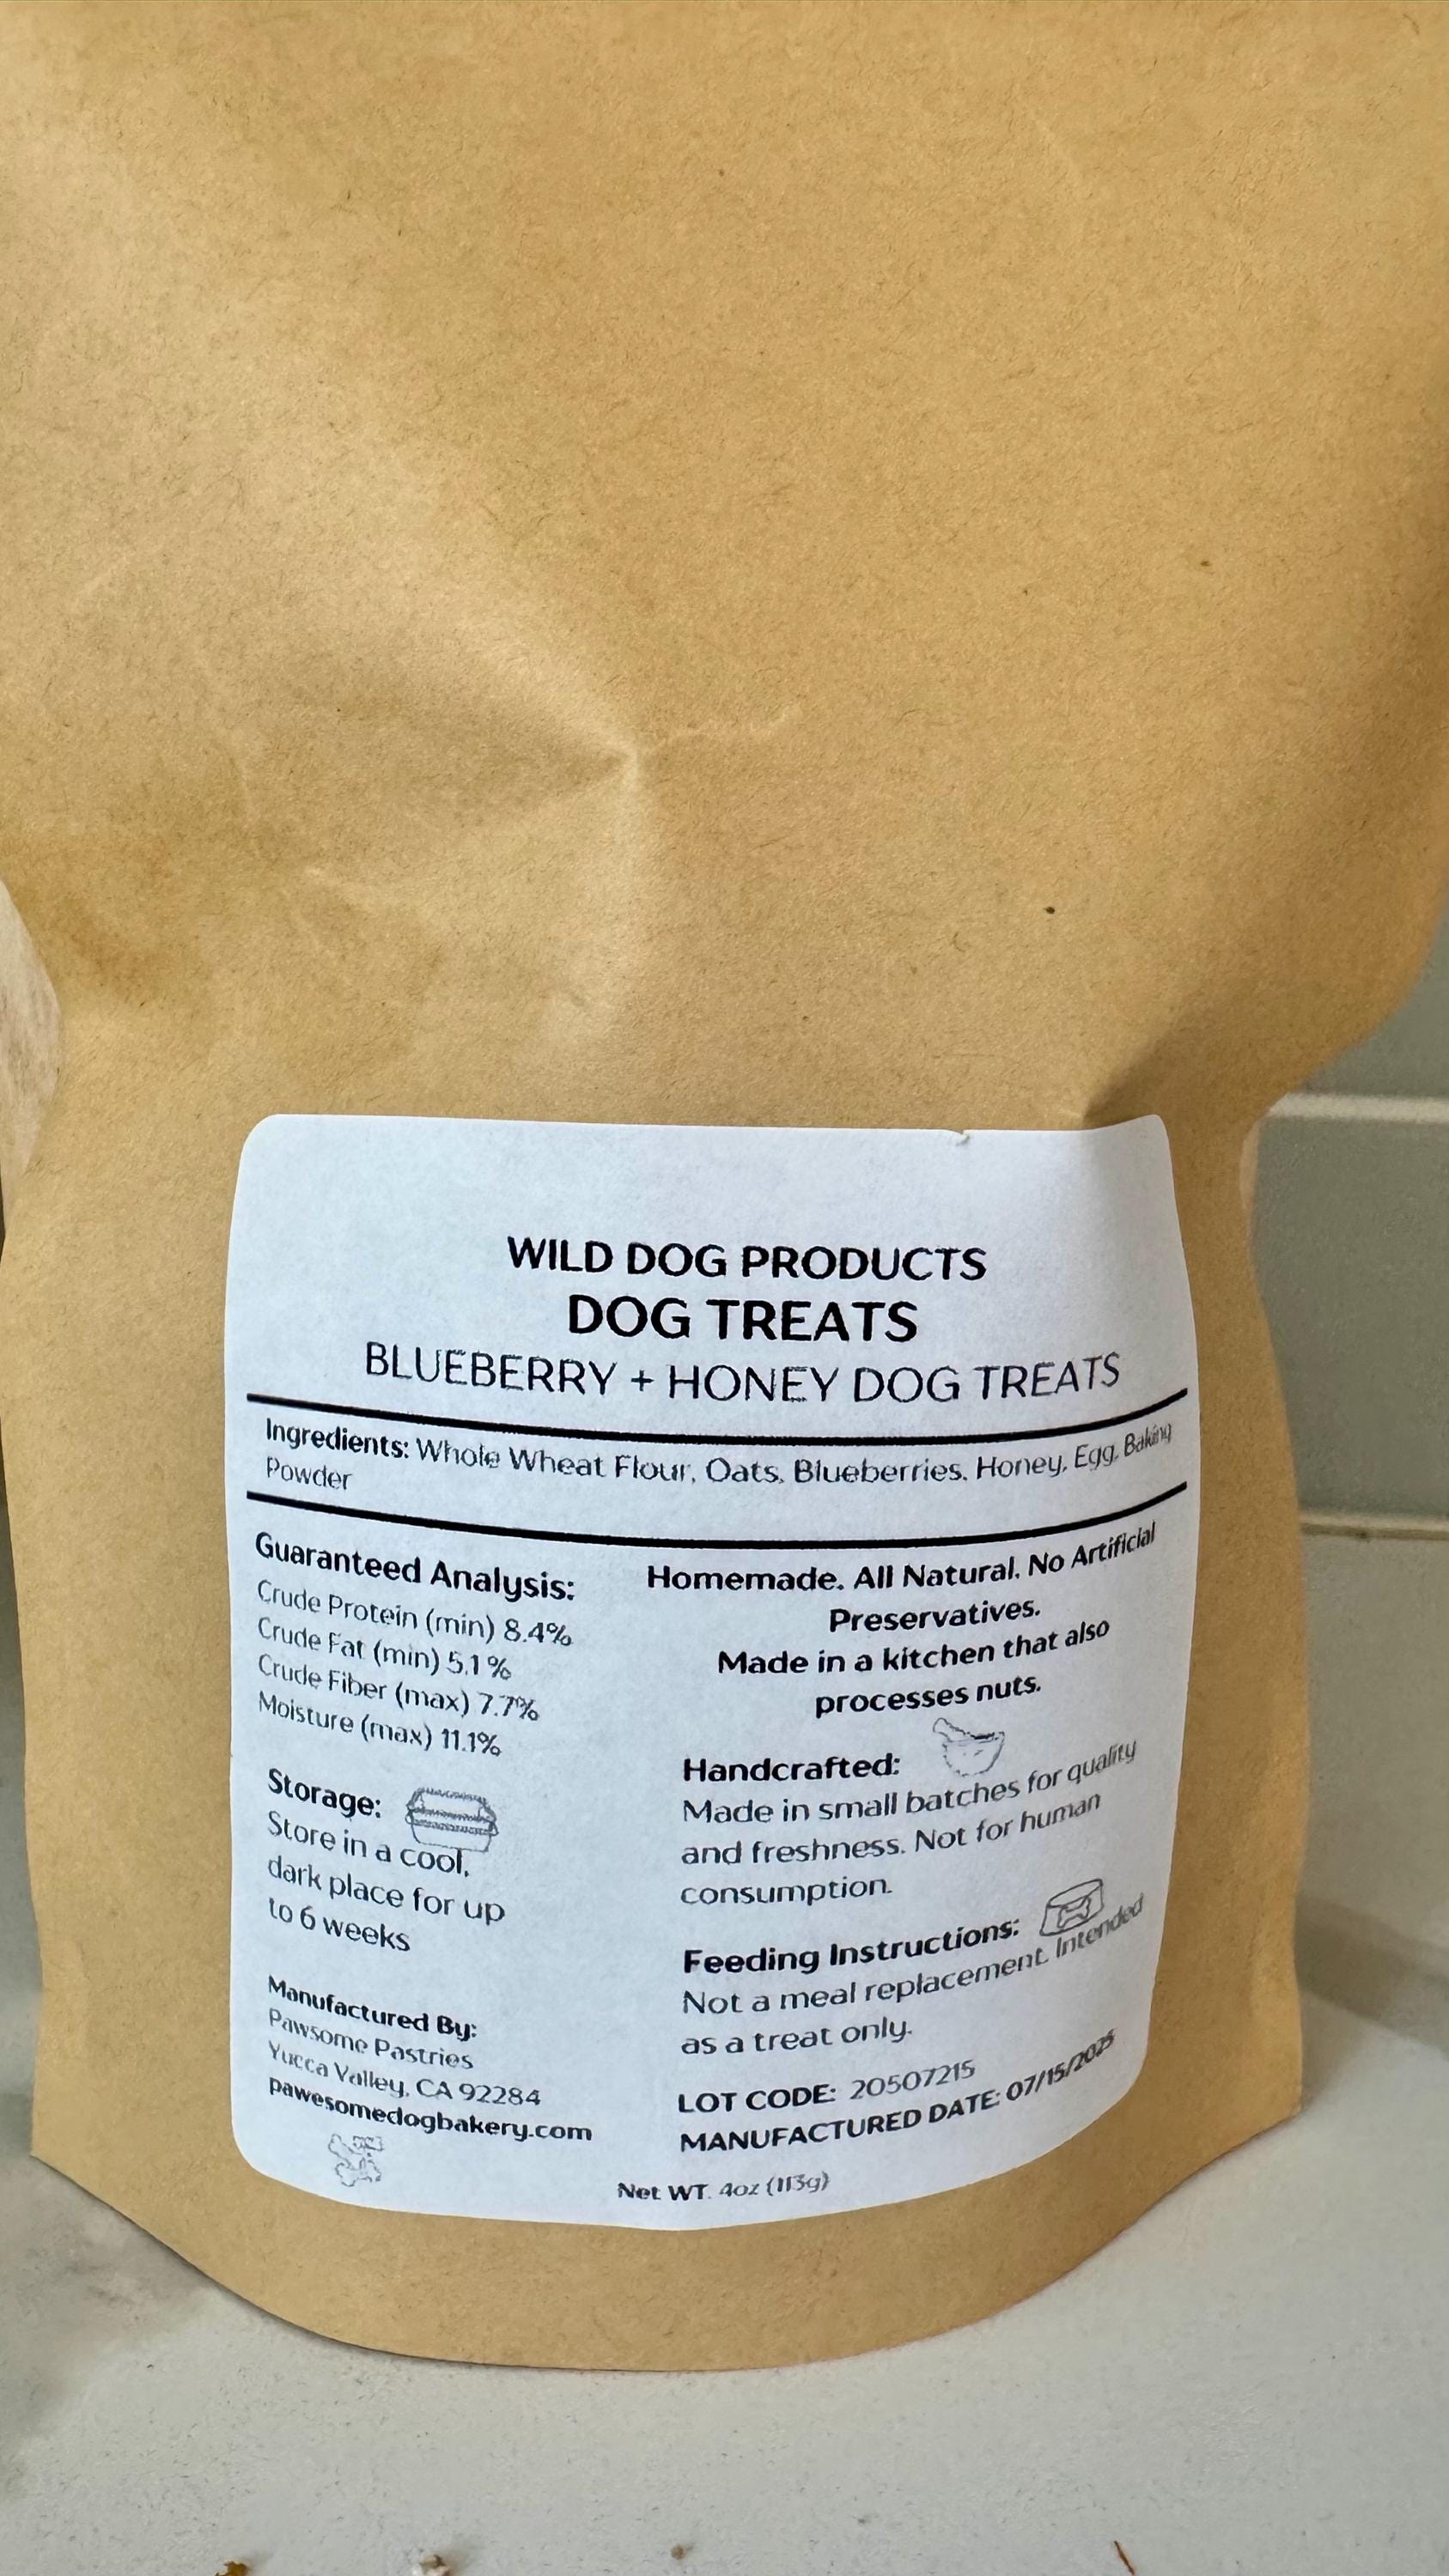 WILD DOG PRODUCTS
DOG TREATS
BLUEBERRY + HONEY DOG TREATS
Ingredients: Whole Wheat Flour, Oats, Blueberries, Honey, Egg, Baking
Powder
Guaranteed Analysis:
Crude Protein (min) 8.4%
Crude Fat (min) 5.1%
Crude Fiber (max) 7.7%
Moisture (max) 11.1%
Storage:
Store in a cool,
dark place for up
to 6 weeks
Manufactured By:
Pawsome Pastries
Yucca Valley, CA 92284
pawesomedogbakery.com
Homemade. All Natural. No Artificial
Preservatives.
Made in a kitchen that also
processes nuts.
Handcrafted:
Made in small batches for quality
and freshness. Not for human
consumption.
Feeding Instructions:
Not a meal replacement. Intended
as a treat only.
LOT CODE: 20507215
MANUFACTURED DATE: 07/15/2025
Net WT. 4oz (113g)